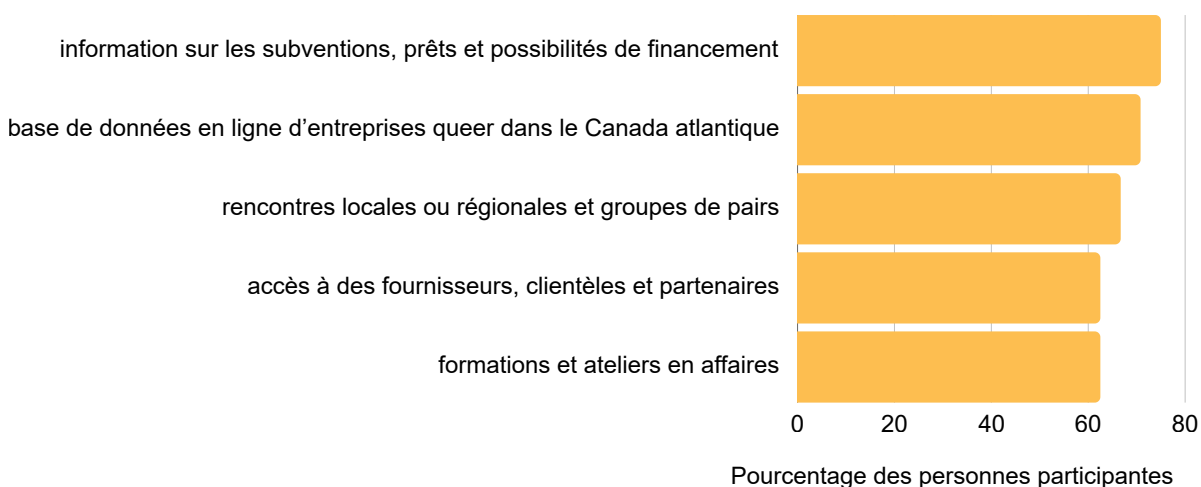 information sur les subventions, prêts et possibilités de financement
base de données en ligne d’entreprises queer dans le Canada atlantique
rencontres locales ou régionales et groupes de pairs
accès à des fournisseurs, clientèles et partenaires
formations et ateliers en affaires
0 20 40 60 80
Pourcentage des personnes participantes